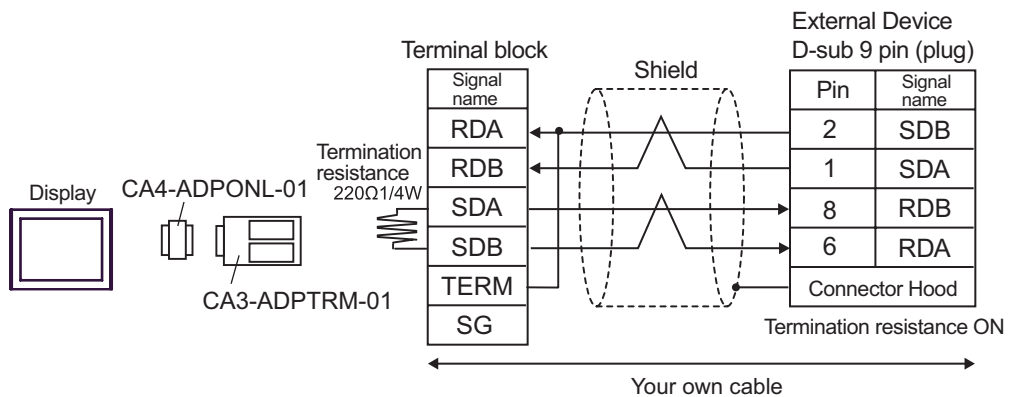 External Device
D-sub 9 pin (plug)
Terminal block
Shield
Signal name
Pin
Signal name
RDA
2
SDB
Termination resistance
220Ω1/4W
RDB
1
SDA
Display
CA4-ADPONL-01
SDA
8
RDB
SDB
6
RDA
CA3-ADPTRM-01
TERM
Connector Hood
SG
Termination resistance ON
Your own cable